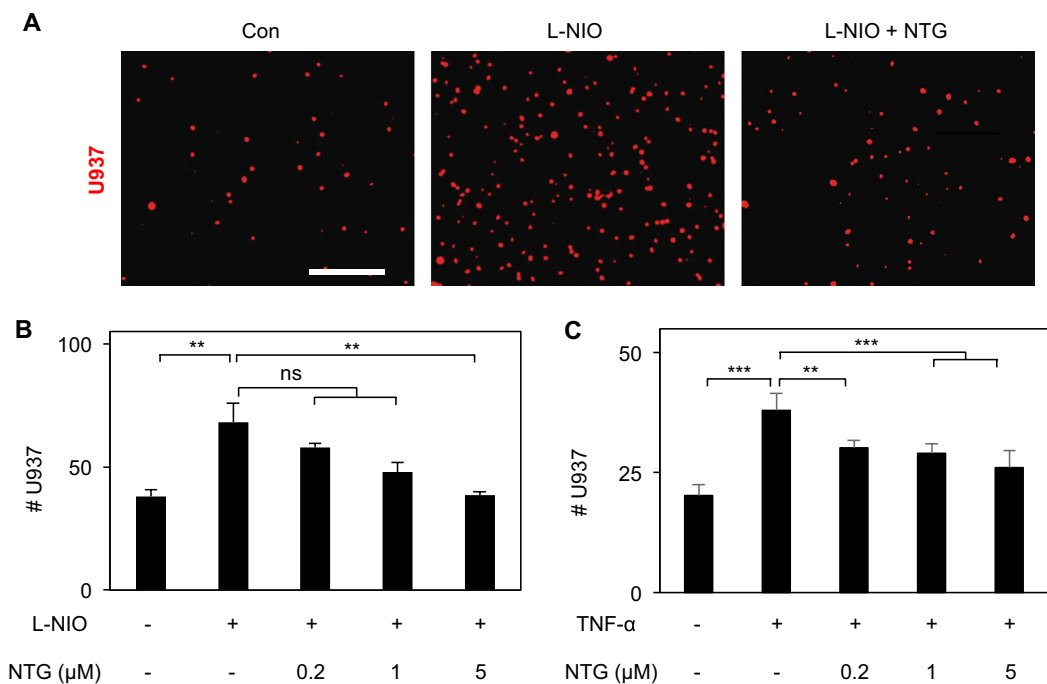 A
Con
L-NIO
L-NIO + NTG
U937
B
# U937
100
50
0
**
**
ns
L-NIO - + + + +
NTG (µM) - - 0.2 1 5
C
# U937
50
25
0
***
***
**
TNF-α - + + + +
NTG (µM) - - 0.2 1 5